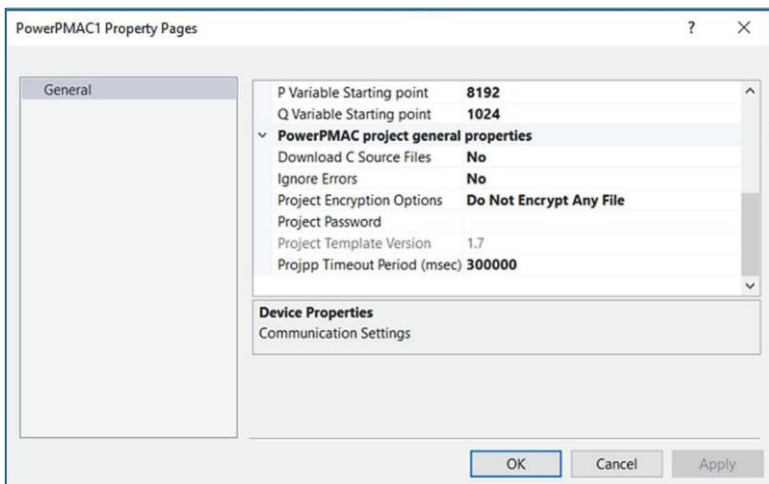 PowerPMAC1 Property Pages ? ×
General
P Variable Starting point 8192
Q Variable Starting point 1024
PowerPMAC project general properties
Download C Source Files No
Ignore Errors No
Project Encryption Options Do Not Encrypt Any File
Project Password
Project Template Version 1.7
Projpp Timeout Period (msec) 300000
Device Properties
Communication Settings
OK Cancel Apply